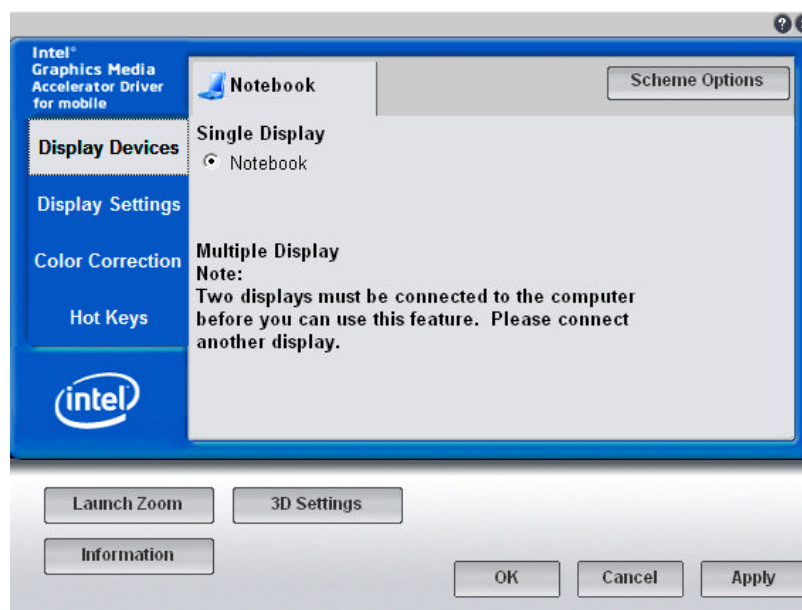 Intel®
Graphics Media
Accelerator Driver
for mobile
Notebook
Scheme Options
Display Devices
Display Settings
Color Correction
Hot Keys
intel
Single Display
Notebook
Multiple Display
Note:
Two displays must be connected to the computer
before you can use this feature. Please connect
another display.
Launch Zoom
3D Settings
Information
OK
Cancel
Apply